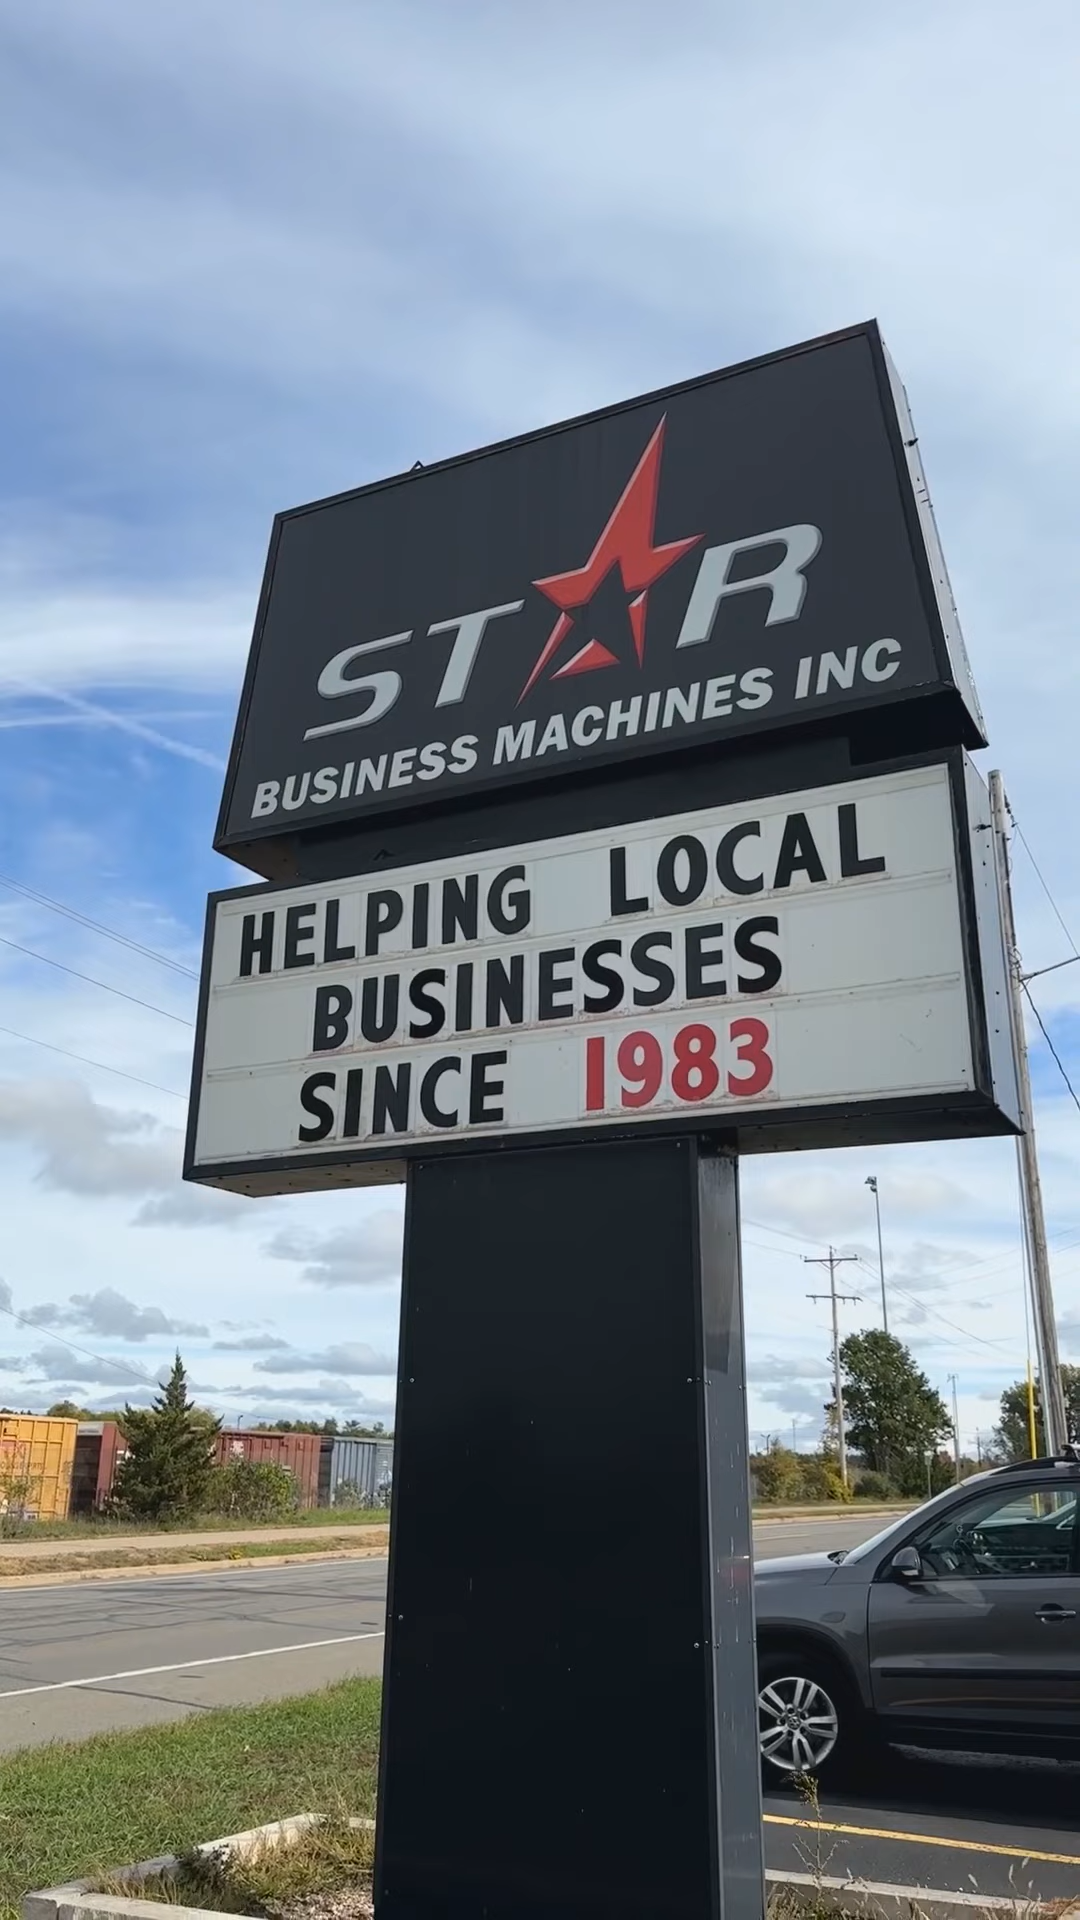 STAR
BUSINESS MACHINES INC
HELPING LOCAL
BUSINESSES
SINCE 1983